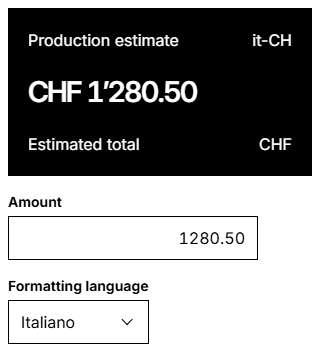 Production estimate it-CH
CHF 1’280.50
Estimated total CHF
Amount
1280.50
Formatting language
Italiano